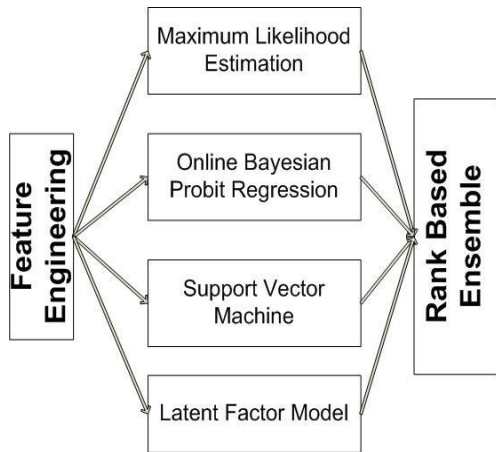 Feature
Engineering
Maximum Likelihood
Estimation
Online Bayesian
Probit Regression
Support Vector
Machine
Latent Factor Model
Rank Based
Ensemble